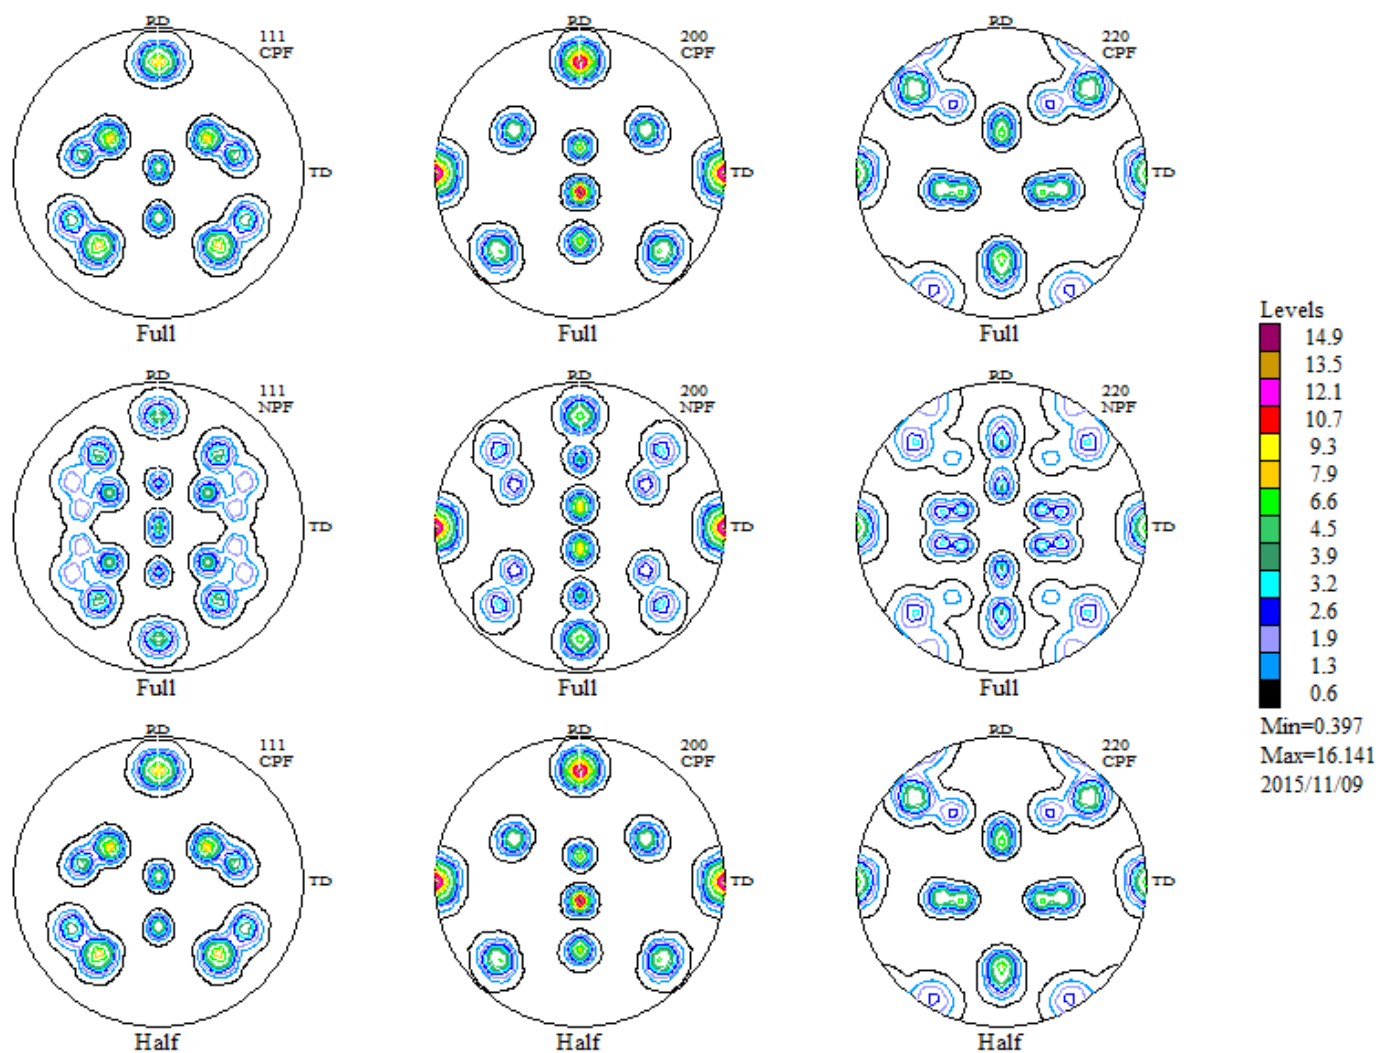 RD
111
CPF
TD
Full
RD
200
CPF
TD
Full
RD
220
CPF
TD
Full
RD
111
NPF
TD
Full
RD
200
NPF
TD
Full
RD
220
NPF
TD
Full
RD
111
CPF
TD
Half
RD
200
CPF
TD
Half
RD
220
CPF
TD
Half
Levels
14.9
13.5
12.1
10.7
9.3
7.9
6.6
4.5
3.9
3.2
2.6
1.9
1.3
0.6
Min=0.397
Max=16.141
2015/11/09